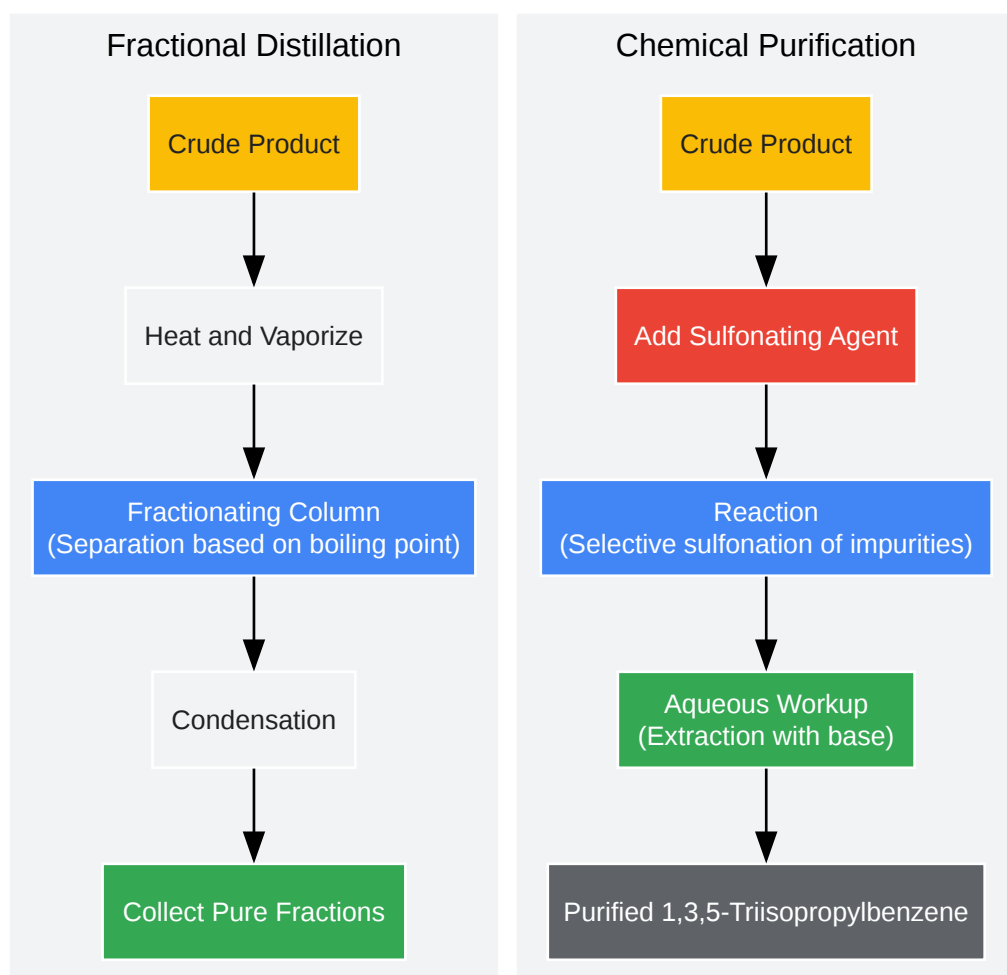 Fractional Distillation
Crude Product
Heat and Vaporize
Fractionating Column
(Separation based on boiling point)
Condensation
Collect Pure Fractions
Chemical Purification
Crude Product
Add Sulfonating Agent
Reaction
(Selective sulfonation of impurities)
Aqueous Workup
(Extraction with base)
Purified 1,3,5-Triisopropylbenzene